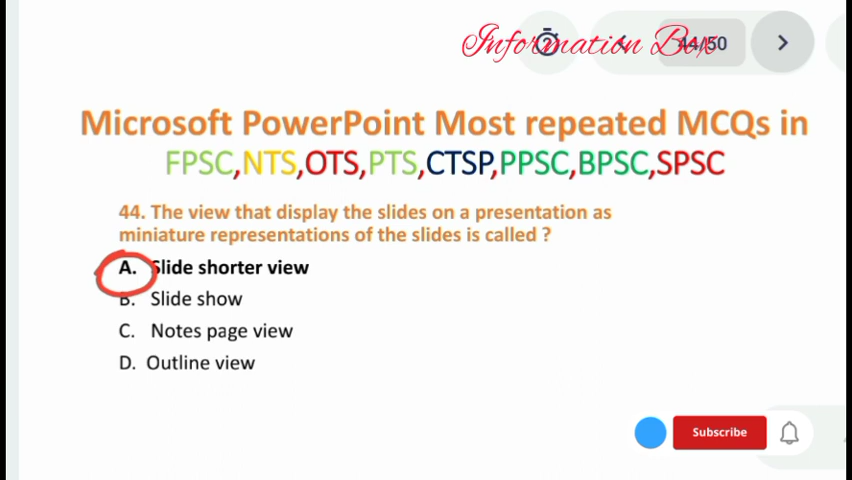 Information Box
44/50
Microsoft PowerPoint Most repeated MCQs in
FPSC,NTS,OTS,PTS,CTSP,PPSC,BPSC,SPSC
44. The view that display the slides on a presentation as
miniature representations of the slides is called ?
A. Slide shorter view
B. Slide show
C. Notes page view
D. Outline view
Subscribe